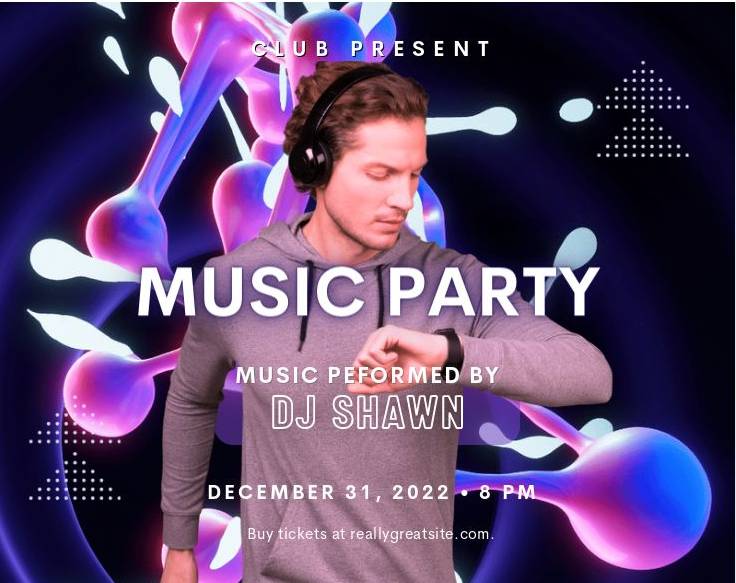 CLUB PRESENT
MUSIC PARTY
MUSIC PEFORMED BY
DJ SHAWN
DECEMBER 31, 2022 • 8 PM
Buy tickets at reallygreatsite.com.